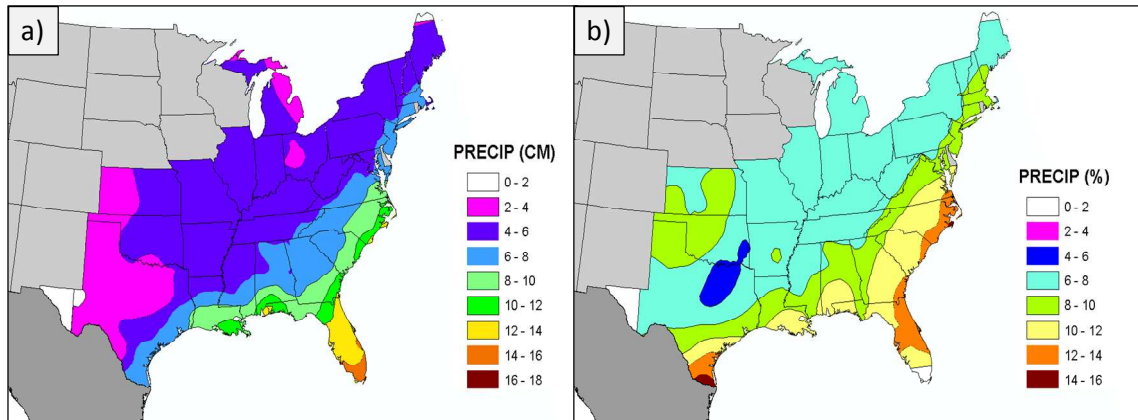 a)
PRECIP (CM)
0 - 2
2 - 4
4 - 6
6 - 8
8 - 10
10 - 12
12 - 14
14 - 16
16 - 18
b)
PRECIP (%)
0 - 2
2 - 4
4 - 6
6 - 8
8 - 10
10 - 12
12 - 14
14 - 16